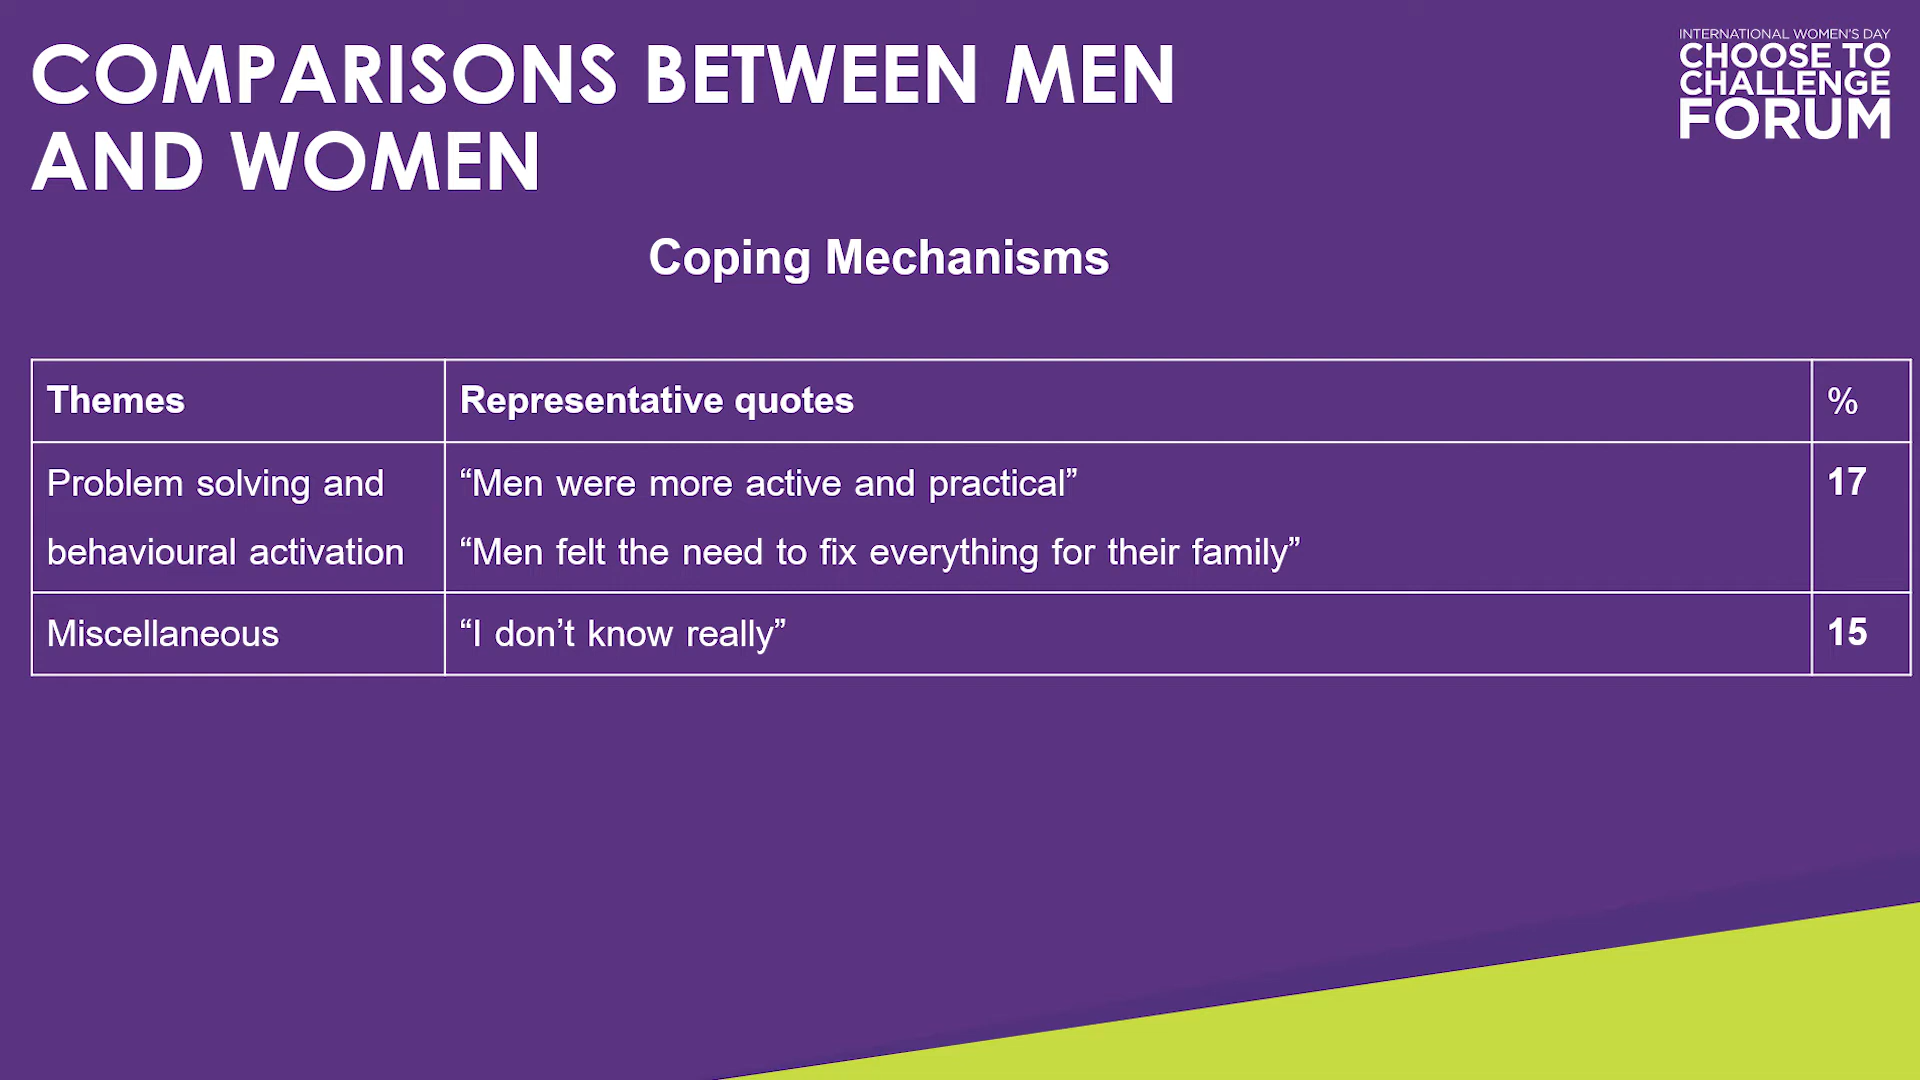 COMPARISONS BETWEEN MEN
AND WOMEN
INTERNATIONAL WOMEN'S DAY
CHOOSE TO
CHALLENGE
FORUM
Coping Mechanisms
Themes
Representative quotes
%
Problem solving and
behavioural activation
“Men were more active and practical”
“Men felt the need to fix everything for their family”
17
Miscellaneous
“I don’t know really”
15